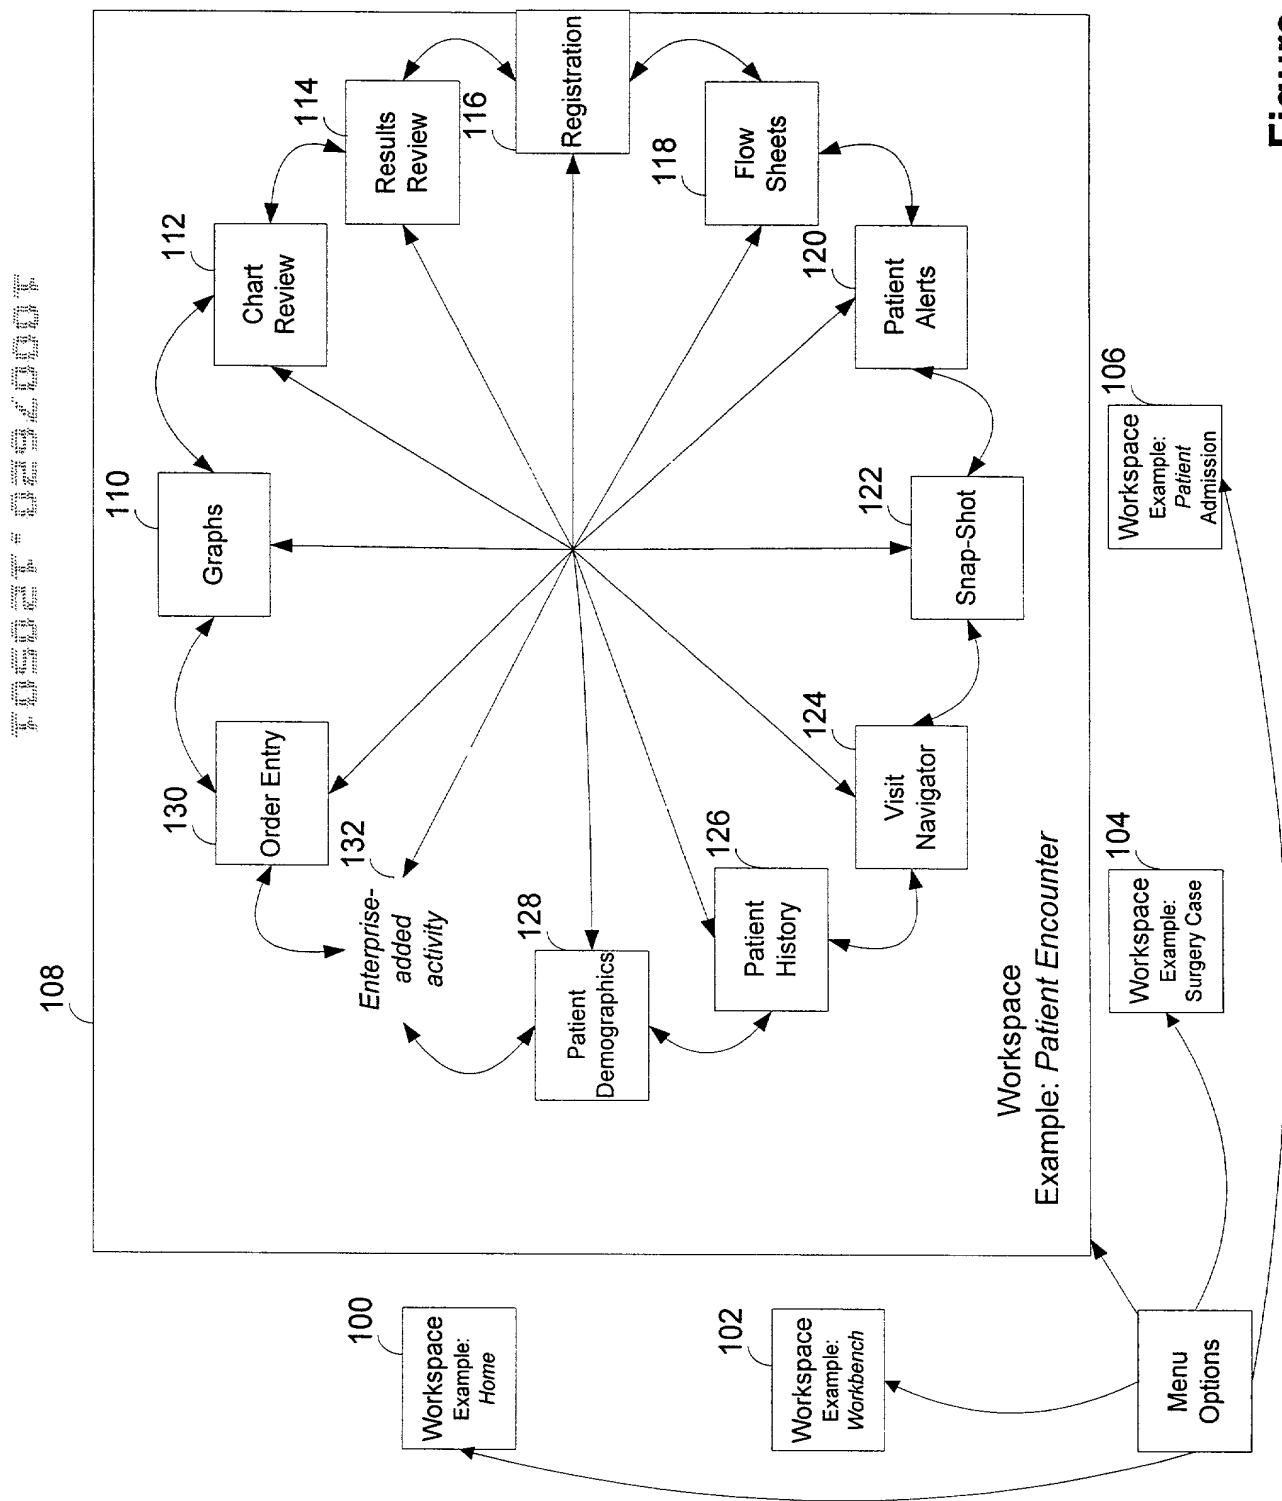 10007620.120501
108
110
Graphs
112
Chart
Review
114
Results
Review
116
Registration
118
Flow
Sheets
120
Patient
Alerts
122
Snap-Shot
124
Visit
Navigator
126
Patient
History
128
Patient
Demographics
132
Enterprise-
added
activity
130
Order Entry
Workspace
Example: Patient Encounter
100
Workspace
Example:
Home
102
Workspace
Example:
Workbench
104
Workspace
Example:
Surgery Case
106
Workspace
Example:
Patient
Admission
Menu
Options